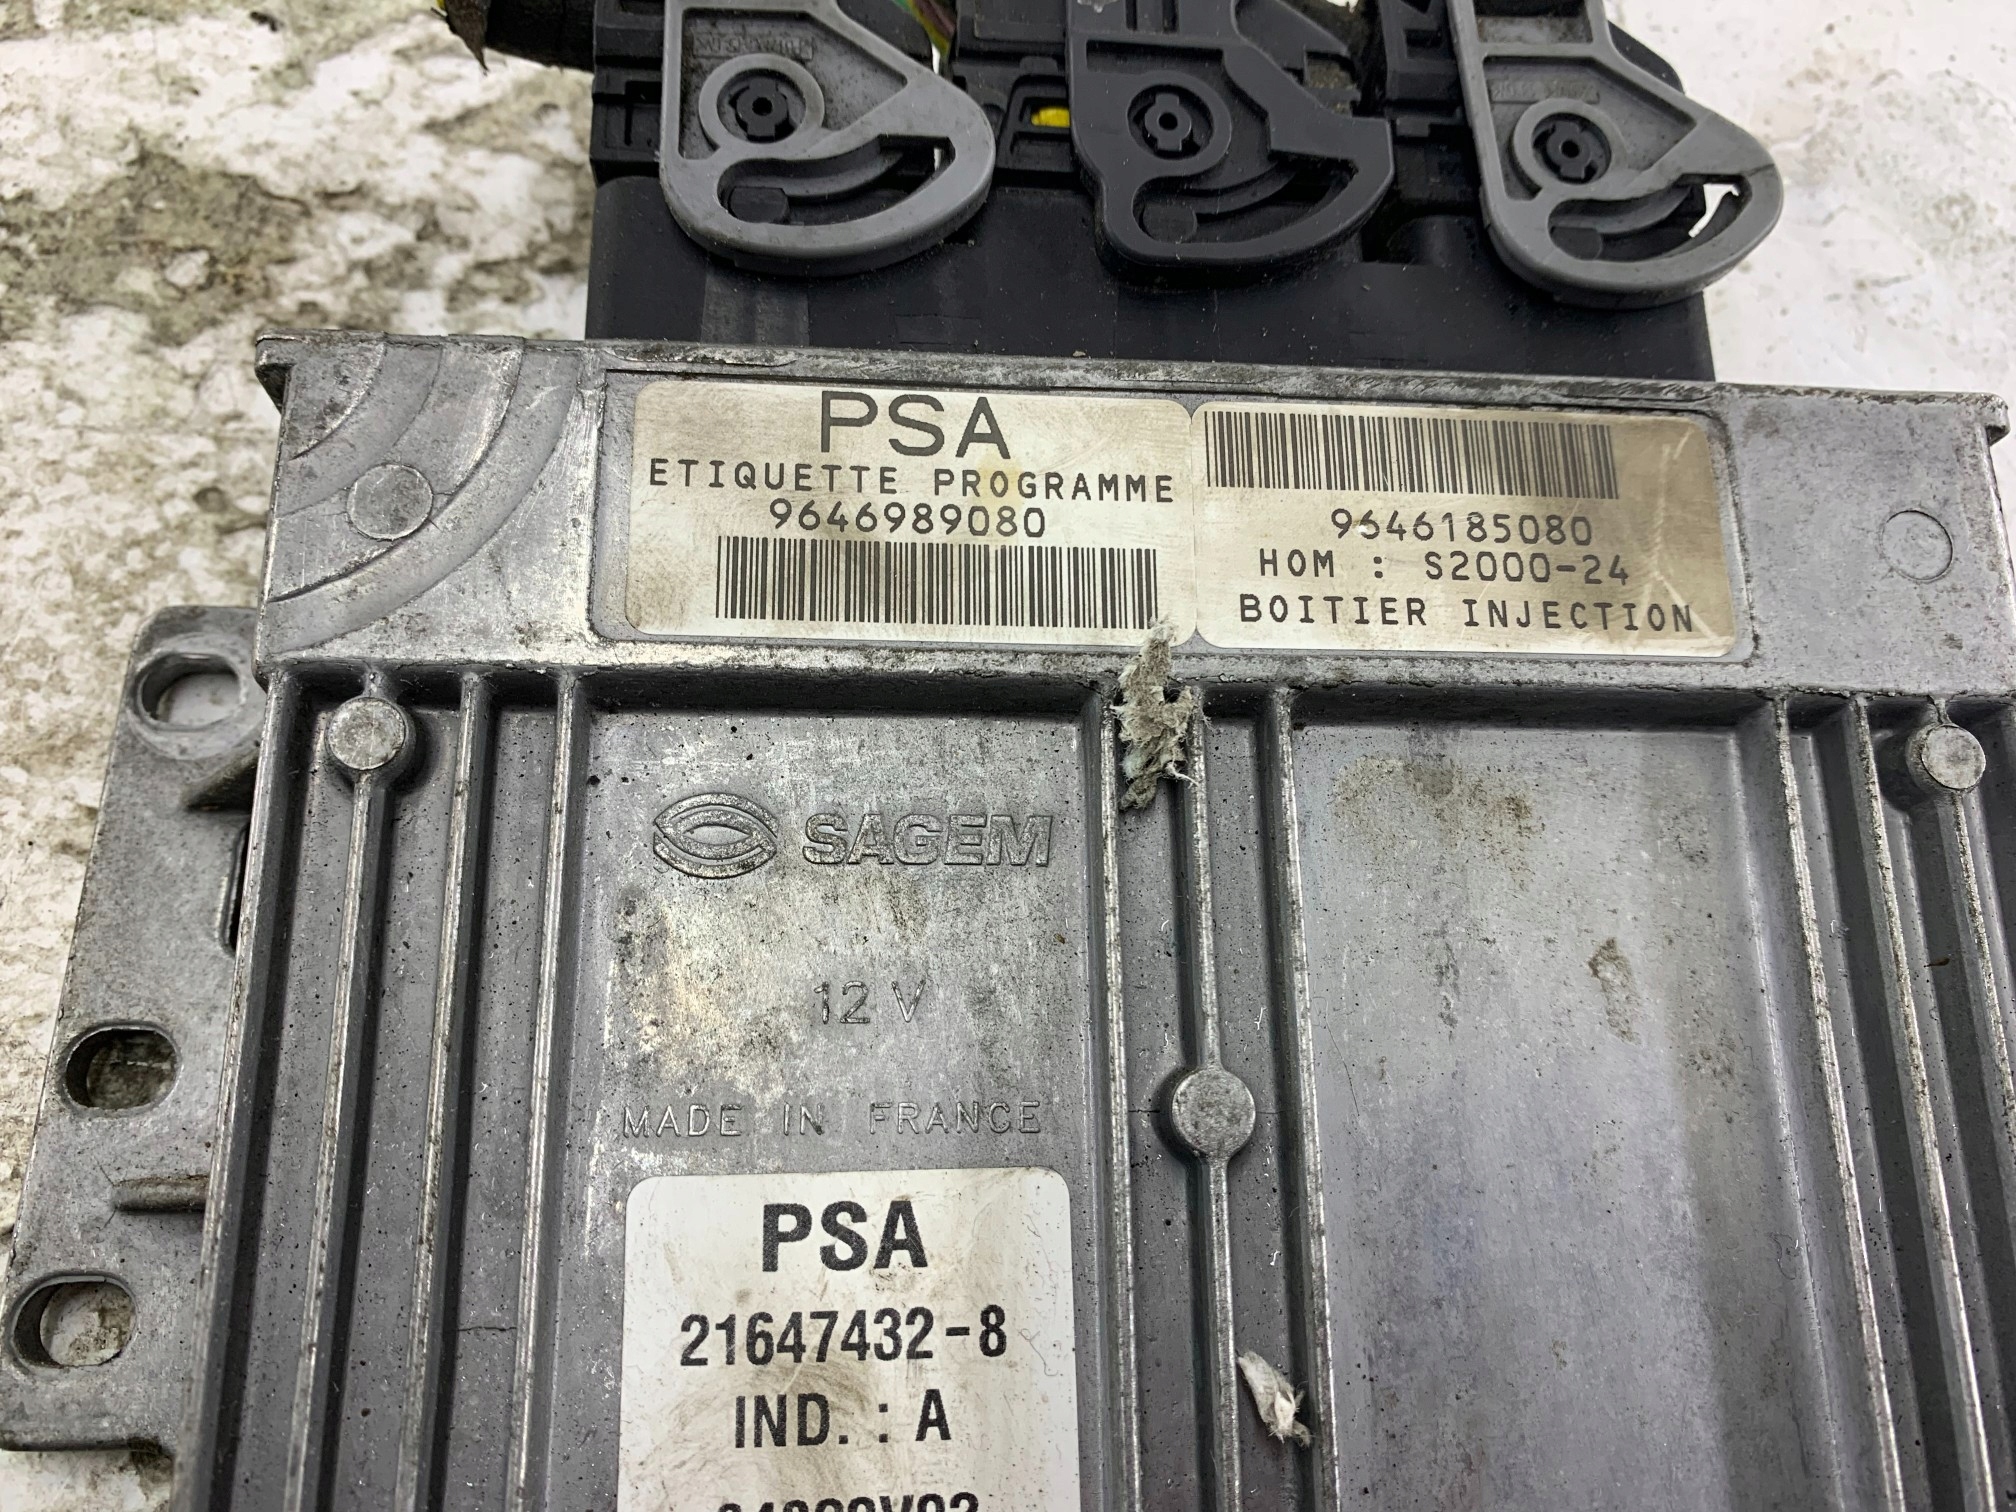 PSA
ETIQUETTE PROGRAMME
9646989080
9646185080
HOM : S2000-24
BOITIER INJECTION
SAGEM
12 V
MADE IN FRANCE
PSA
21647432-8
IND. : A